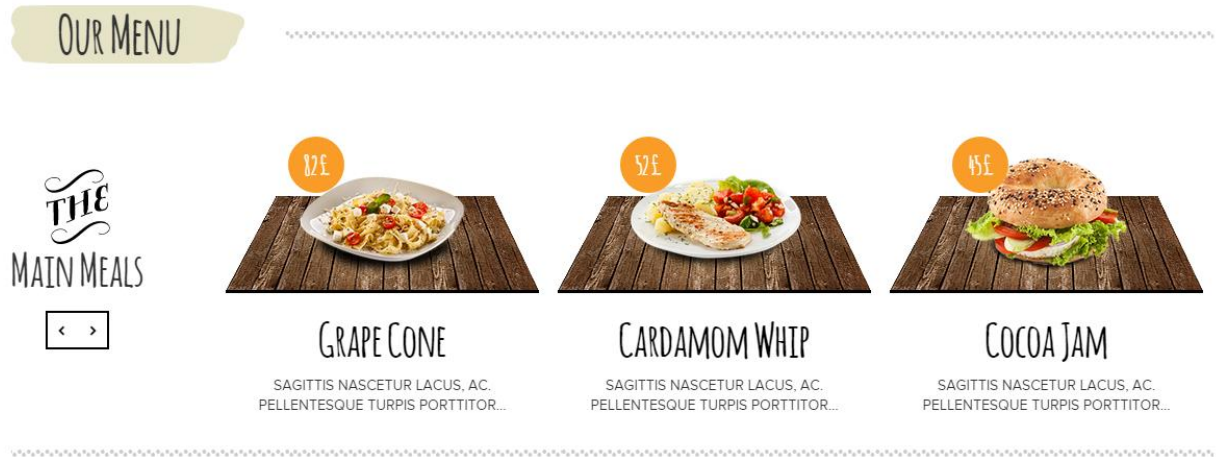 Our Menu
THE
Main Meals
82£
52£
45£
Grape Cone
Cardamom Whip
Cocoa Jam
SAGITTIS NASCETUR LACUS, AC.
PELLENTESQUE TURPIS PORTTITOR...
SAGITTIS NASCETUR LACUS, AC.
PELLENTESQUE TURPIS PORTTITOR...
SAGITTIS NASCETUR LACUS, AC.
PELLENTESQUE TURPIS PORTTITOR...